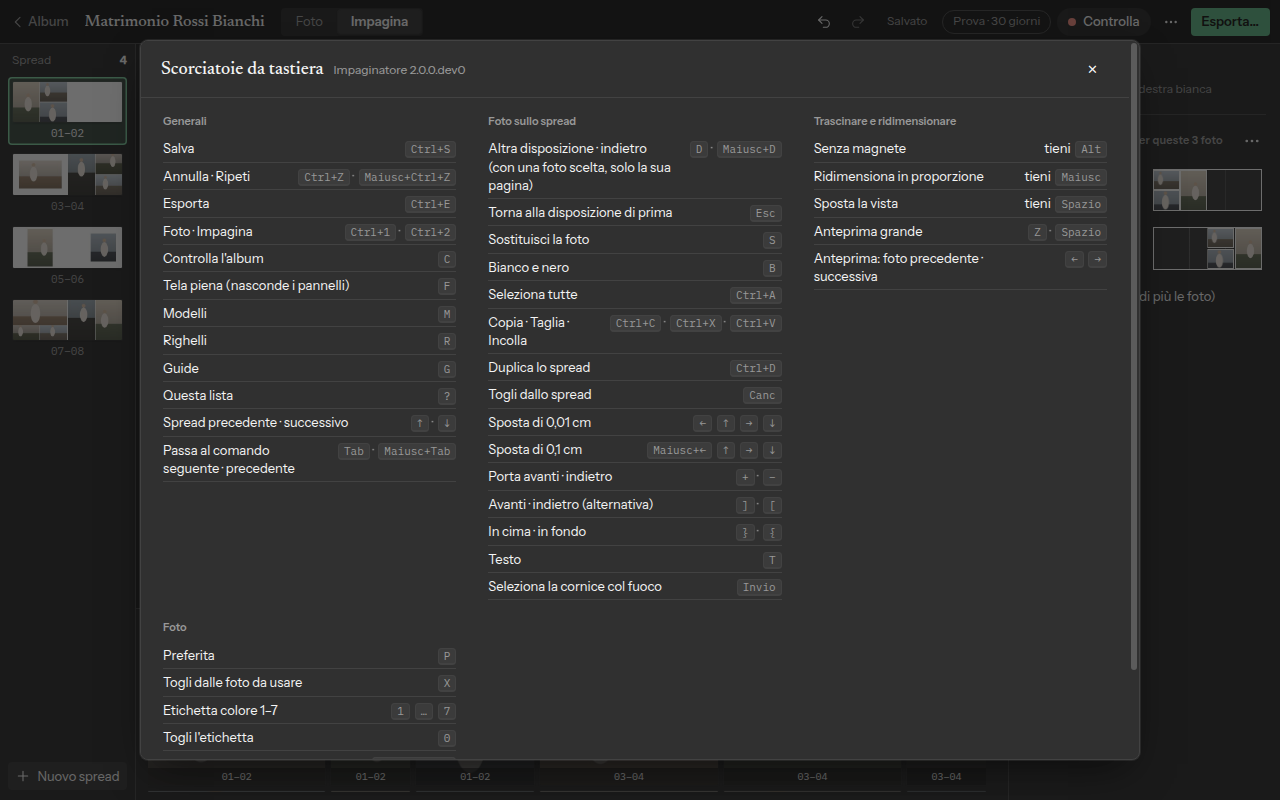 Album
Matrimonio Rossi Bianchi
Foto
Impagina
Salvato
Prova·30 giorni
Controlla
Esporta...
Spread
4
01–02
03–04
05–06
07–08
Nuovo spread
Scorciatoie da tastiera
Impaginatore 2.0.0.dev0
Generali
Salva Ctrl+S
Annulla·Ripeti Ctrl+Z · Maiusc+Ctrl+Z
Esporta Ctrl+E
Foto·Impagina Ctrl+1 · Ctrl+2
Controlla l'album C
Tela piena (nasconde i pannelli) F
Modelli M
Righelli R
Guide G
Questa lista ?
Spread precedente·successivo ↑ · ↓
Passa al comando Tab · Maiusc+Tab
seguente·precedente
Foto sullo spread
Altra disposizione·indietro D · Maiusc+D
(con una foto scelta, solo la sua
pagina)
Torna alla disposizione di prima Esc
Sostituisci la foto S
Bianco e nero B
Seleziona tutte Ctrl+A
Copia·Taglia· Ctrl+C · Ctrl+X · Ctrl+V
Incolla
Duplica lo spread Ctrl+D
Togli dallo spread Canc
Sposta di 0,01 cm ← ↑ → ↓
Sposta di 0,1 cm Maiusc+← ↑ → ↓
Porta avanti·indietro + · −
Avanti·indietro (alternativa) ] · [
In cima·in fondo } · {
Testo T
Seleziona la cornice col fuoco Invio
Trascinare e ridimensionare
Senza magnete tieni Alt
Ridimensiona in proporzione tieni Maiusc
Sposta la vista tieni Spazio
Anteprima grande Z · Spazio
Anteprima: foto precedente· ← →
successiva
Foto
Preferita P
Togli dalle foto da usare X
Etichetta colore 1–7 1 … 7
Togli l'etichetta 0
destra bianca
er queste 3 foto
di più le foto)
01–02
01–02
01–02
03–04
03–04
03–04